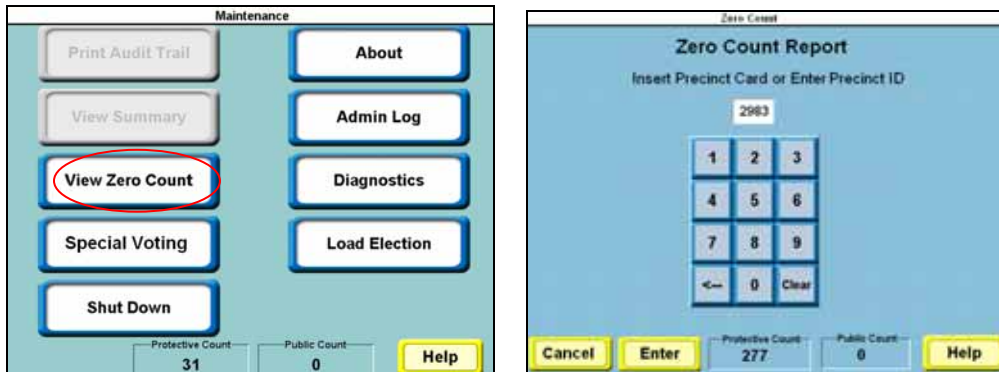 Maintenance
Print Audit Trail
About
View Summary
Admin Log
View Zero Count
Diagnostics
Special Voting
Load Election
Shut Down
Protective Count
31
Public Count
0
Help
Zero Count
Zero Count Report
Insert Precinct Card or Enter Precinct ID
2983
1 2 3
4 5 6
7 8 9
<-- 0 Clear
Cancel
Enter
Protective Count
277
Public Count
0
Help